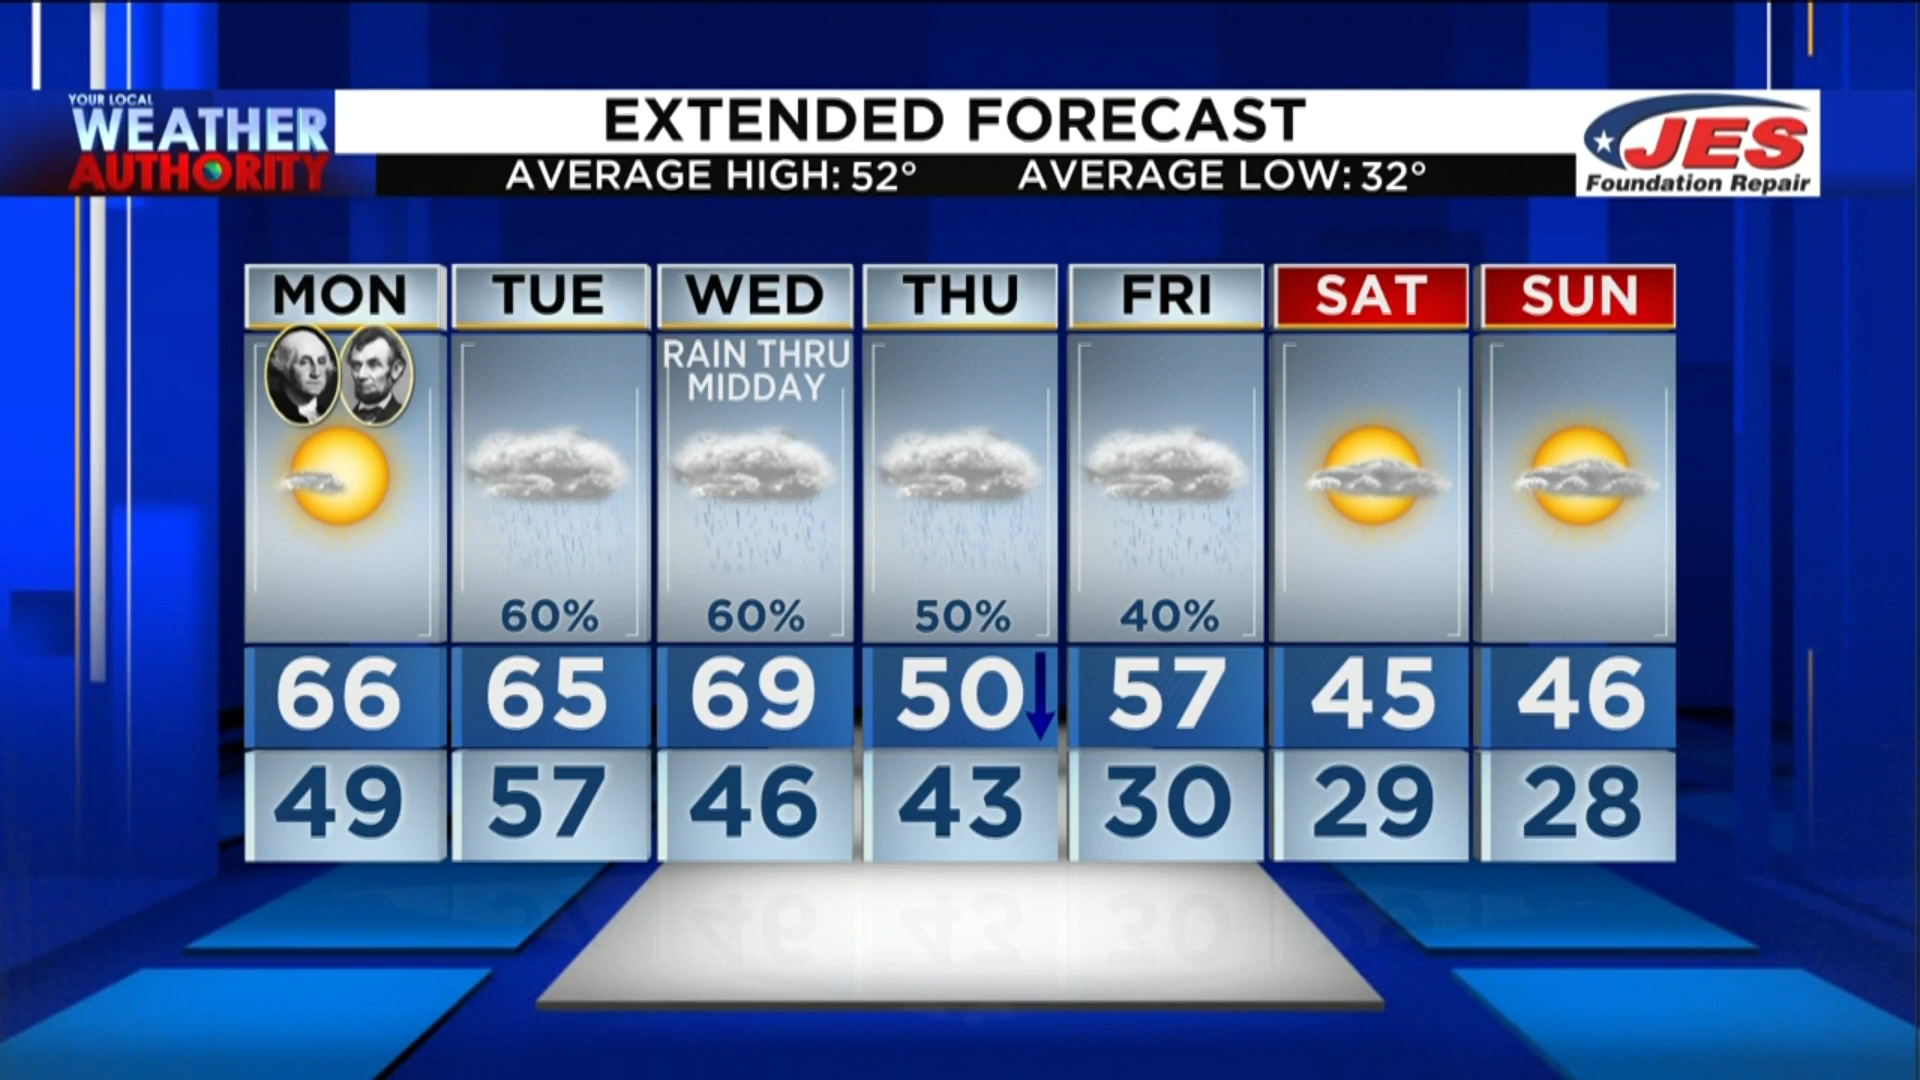 YOUR LOCAL
WEATHER
AUTHORITY
EXTENDED FORECAST
AVERAGE HIGH: 52° AVERAGE LOW: 32°
JES
Foundation Repair
MON TUE WED THU FRI SAT SUN
RAIN THRU
MIDDAY
60% 60% 50% 40%
66 65 69 50 57 45 46
49 57 46 43 30 29 28